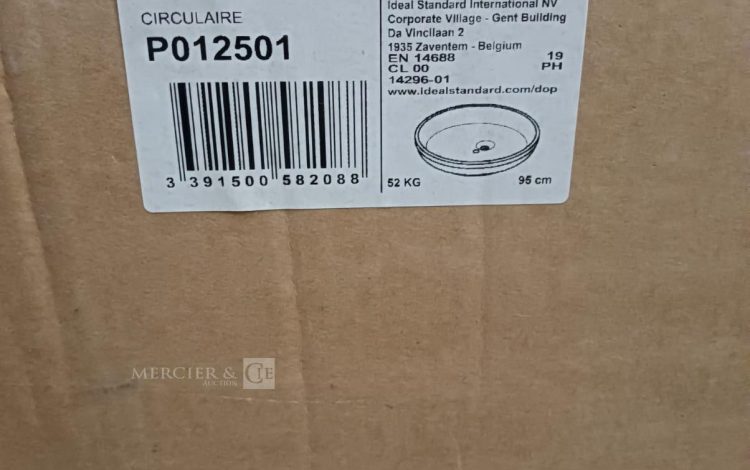 CIRCULAIRE
P012501
3 391500 582088
Ideal Standard International NV
Corporate Village - Gent Building
Da Vincilaan 2
1935 Zaventem - Belgium
EN 14688 19
CL 00 PH
14296-01
www.idealstandard.com/dop
52 KG 95 cm
MERCIER & CIE
AUCTION